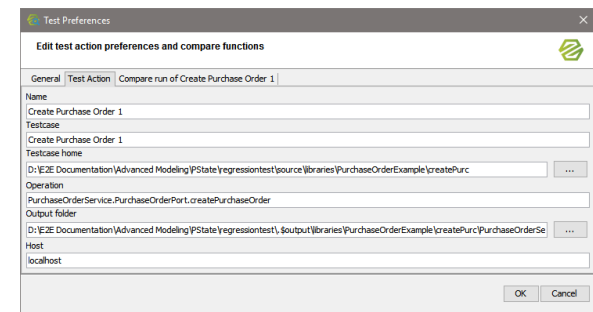 Test Preferences
Edit test action preferences and compare functions
General Test Action Compare run of Create Purchase Order 1
Name
Create Purchase Order 1
Testcase
Create Purchase Order 1
Testcase home
D:\E2E Documentation\Advanced Modeling\PState\regressiontest\source\libraries\PurchaseOrderExample\createPurc
...
Operation
PurchaseOrderService.PurchaseOrderPort.createPurchaseOrder
Output folder
D:\E2E Documentation\Advanced Modeling\PState\regressiontest\.$output\libraries\PurchaseOrderExample\createPurc\PurchaseOrderSe
...
Host
localhost
OK Cancel